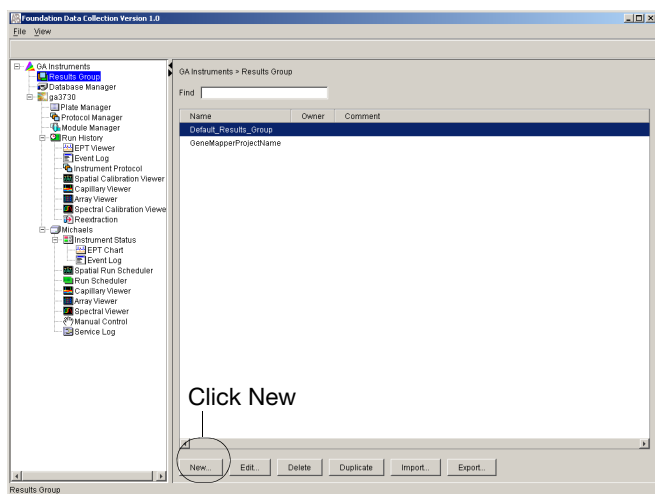 Foundation Data Collection Version 1.0
File View
GA Instruments
Results Group
Database Manager
ga3730
Plate Manager
Protocol Manager
Module Manager
Run History
EPT Viewer
Event Log
Instrument Protocol
Spatial Calibration Viewer
Capillary Viewer
Array Viewer
Spectral Calibration Viewe
Reextraction
Michaels
Instrument Status
EPT Chart
Event Log
Spatial Run Scheduler
Run Scheduler
Capillary Viewer
Array Viewer
Spectral Viewer
Manual Control
Service Log
GA Instruments > Results Group
Find
Name Owner Comment
Default_Results_Group
GeneMapperProjectName
Click New
New... Edit... Delete Duplicate Import... Export...
Results Group